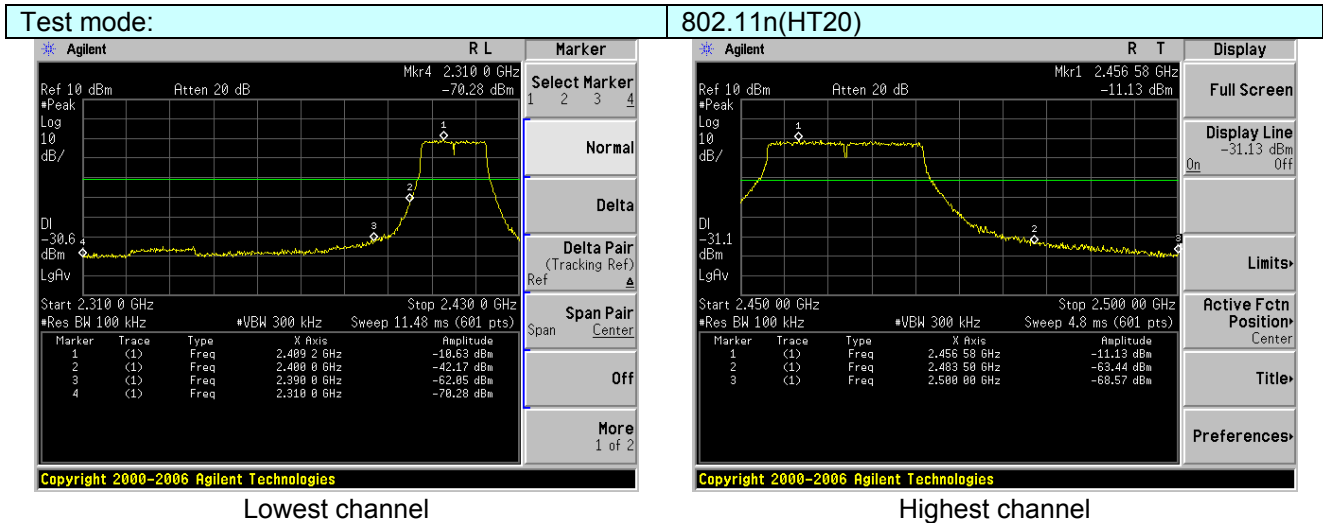 Test mode: 802.11n(HT20)
Agilent R L Marker
Mkr4 2.310 0 GHz
Ref 10 dBm Atten 20 dB -70.28 dBm
#Peak
Log
10
dB/
1
2
3
4
DI
-30.6
dBm
LgAv
Start 2.310 0 GHz Stop 2.430 0 GHz
#Res BW 100 kHz #VBW 300 kHz Sweep 11.48 ms (601 pts)
Marker Trace Type X Axis Amplitude
1 (1) Freq 2.409 2 GHz -10.63 dBm
2 (1) Freq 2.400 0 GHz -42.17 dBm
3 (1) Freq 2.390 0 GHz -62.05 dBm
4 (1) Freq 2.310 0 GHz -70.28 dBm
Select Marker
1 2 3 4
Normal
Delta
Delta Pair
(Tracking Ref)
Ref Δ
Span Pair
Span Center
Off
More
1 of 2
Copyright 2000-2006 Agilent Technologies
Lowest channel
Agilent R T Display
Mkr1 2.456 58 GHz
Ref 10 dBm Atten 20 dB -11.13 dBm
#Peak
Log
10
dB/
1
2
3
DI
-31.1
dBm
LgAv
Start 2.450 00 GHz Stop 2.500 00 GHz
#Res BW 100 kHz #VBW 300 kHz Sweep 4.8 ms (601 pts)
Marker Trace Type X Axis Amplitude
1 (1) Freq 2.456 58 GHz -11.13 dBm
2 (1) Freq 2.483 50 GHz -63.44 dBm
3 (1) Freq 2.500 00 GHz -68.57 dBm
Full Screen
Display Line
-31.13 dBm
On Off
Limits
Active Fctn
Position
Center
Title
Preferences
Copyright 2000-2006 Agilent Technologies
Highest channel